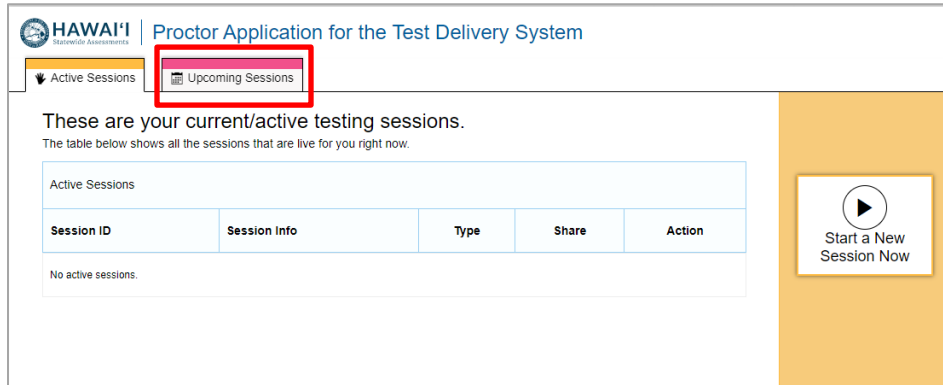 HAWAIʻI
Statewide Assessments
Proctor Application for the Test Delivery System
Active Sessions
Upcoming Sessions
These are your current/active testing sessions.
The table below shows all the sessions that are live for you right now.
Active Sessions
Session ID Session Info Type Share Action
No active sessions.
Start a New
Session Now